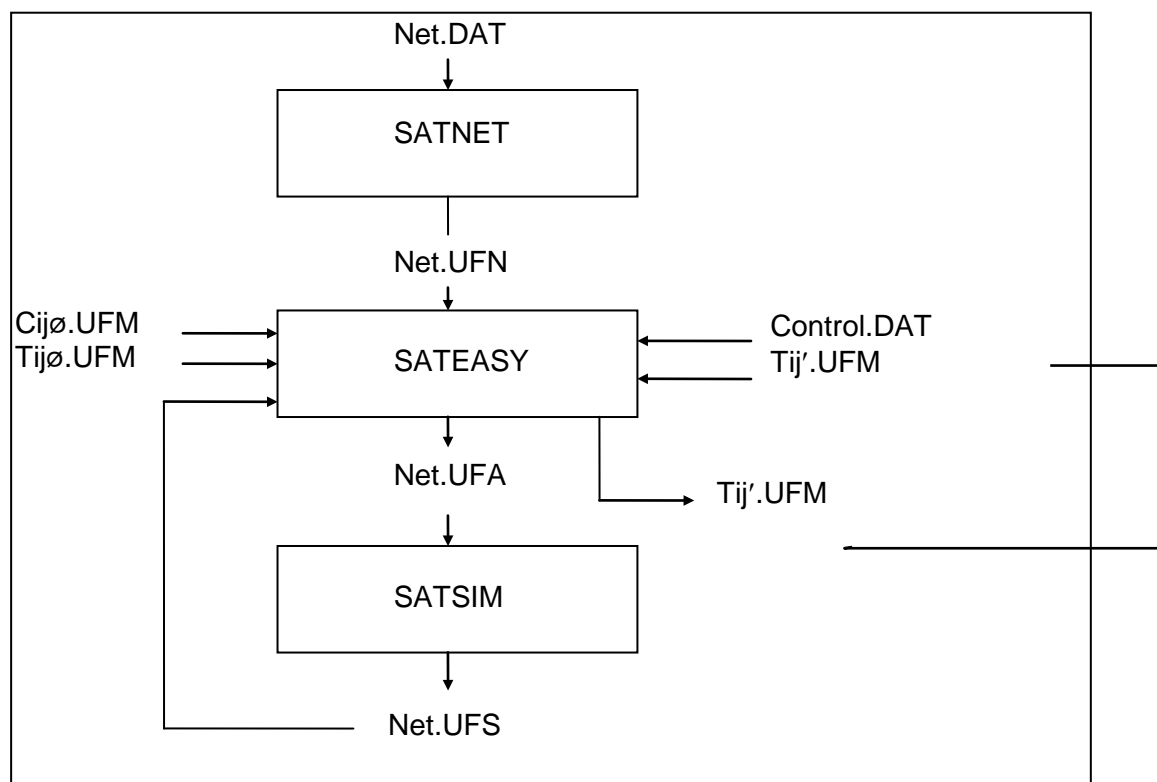 Net.DAT
SATNET
Net.UFN
Cijø.UFM
Tijø.UFM
SATEASY
Control.DAT
Tij′.UFM
Net.UFA
Tij′.UFM
SATSIM
Net.UFS